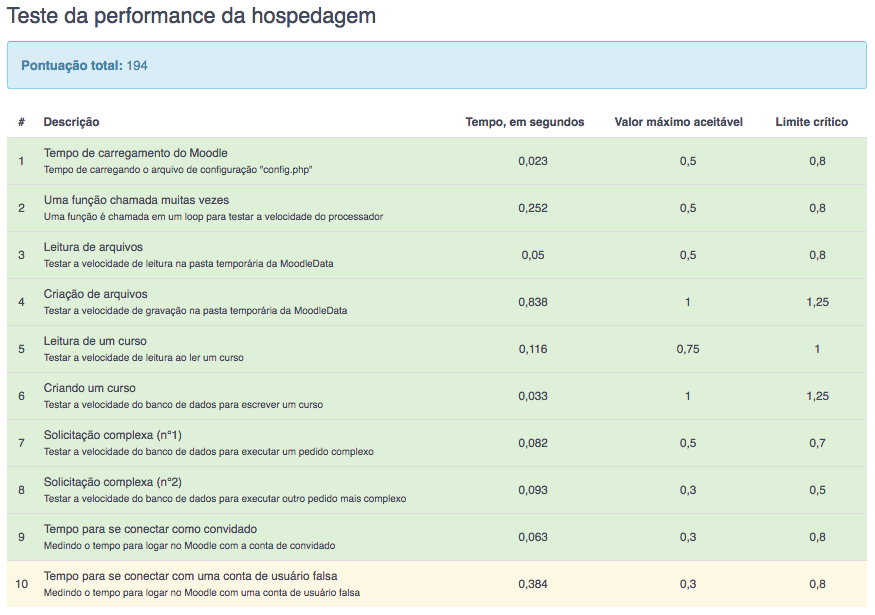 Teste da performance da hospedagem
Pontuação total: 194
# Descrição Tempo, em segundos Valor máximo aceitável Limite crítico
1 Tempo de carregamento do Moodle 0,023 0,5 0,8
Tempo de carregando o arquivo de configuração "config.php"
2 Uma função chamada muitas vezes 0,252 0,5 0,8
Uma função é chamada em um loop para testar a velocidade do processador
3 Leitura de arquivos 0,05 0,5 0,8
Testar a velocidade de leitura na pasta temporária da MoodleData
4 Criação de arquivos 0,838 1 1,25
Testar a velocidade de gravação na pasta temporária da MoodleData
5 Leitura de um curso 0,116 0,75 1
Testar a velocidade de leitura ao ler um curso
6 Criando um curso 0,033 1 1,25
Testar a velocidade do banco de dados para escrever um curso
7 Solicitação complexa (n°1) 0,082 0,5 0,7
Testar a velocidade do banco de dados para executar um pedido complexo
8 Solicitação complexa (n°2) 0,093 0,3 0,5
Testar a velocidade do banco de dados para executar outro pedido mais complexo
9 Tempo para se conectar como convidado 0,063 0,3 0,8
Medindo o tempo para logar no Moodle com a conta de convidado
10 Tempo para se conectar com uma conta de usuário falsa 0,384 0,3 0,8
Medindo o tempo para logar no Moodle com uma conta de usuário falsa